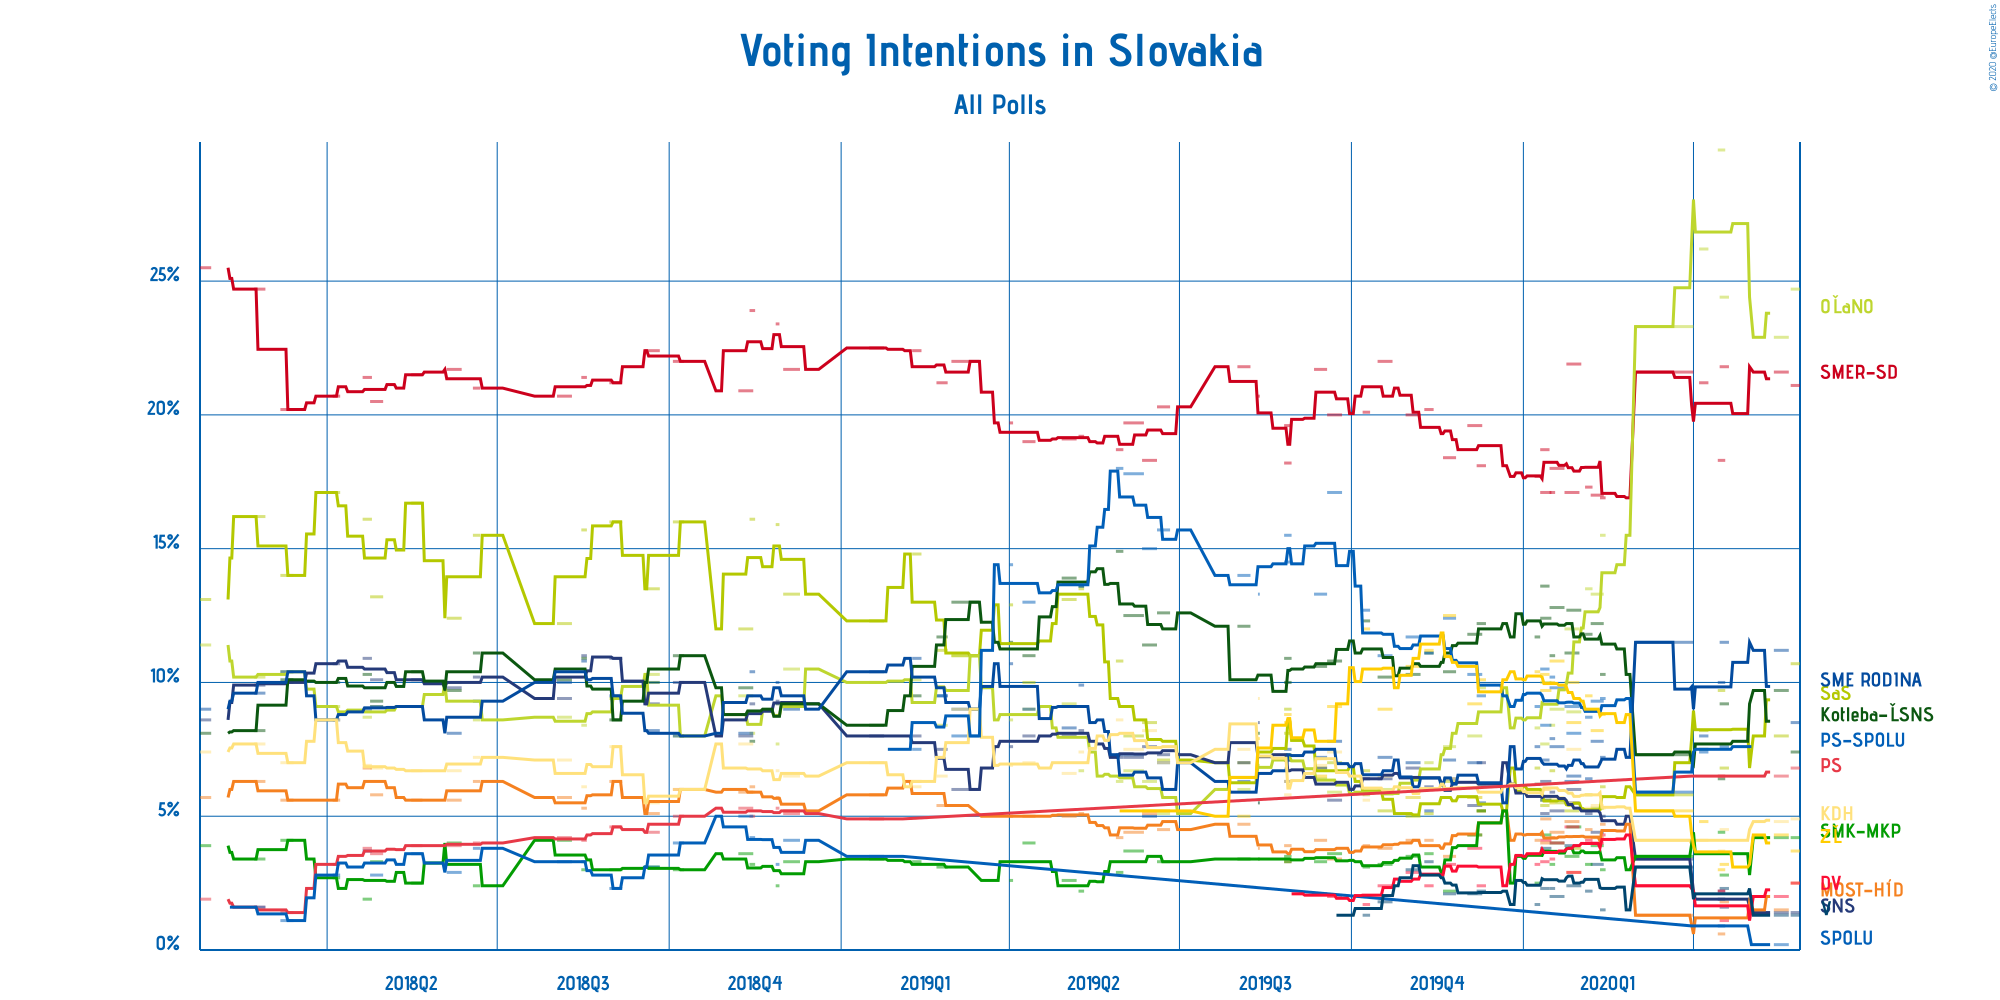 Voting Intentions in Slovakia
All Polls
© 2020 @EuropeElects
25%
20%
15%
10%
5%
0%
OĽaNO
SMER-SD
SME RODINA
SaS
Kotleba-ĽSNS
PS-SPOLU
PS
KDH
SMK-MKP
ZĽ
DV
MOST-HÍD
SNS
V
SPOLU
2018Q2
2018Q3
2018Q4
2019Q1
2019Q2
2019Q3
2019Q4
2020Q1